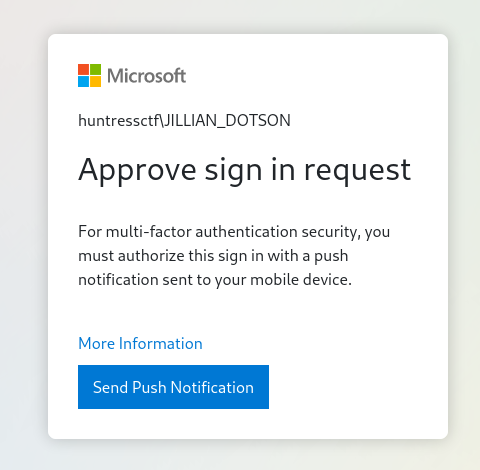 Microsoft
huntressctf\JILLIAN_DOTSON
Approve sign in request
For multi-factor authentication security, you
must authorize this sign in with a push
notification sent to your mobile device.
More Information
Send Push Notification